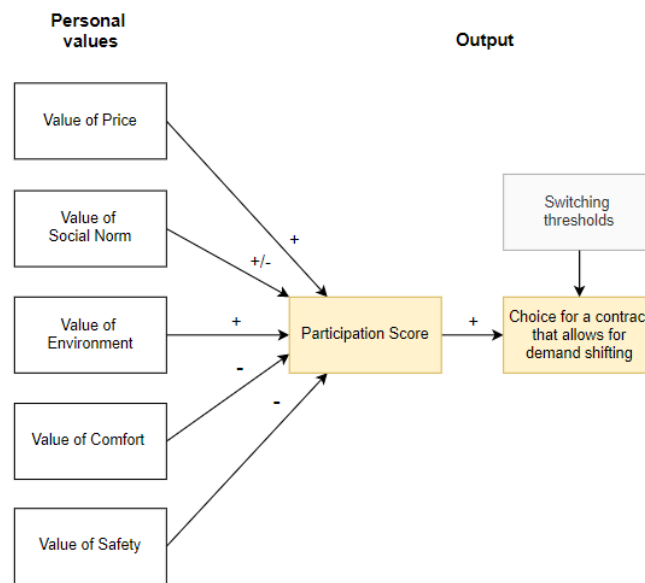 Personal
values
Output
Value of Price
Switching
thresholds
+
Value of
Social Norm
+/-
Value of
Environment
+
Participation Score
+
Choice for a contrac
that allows for
demand shifting
-
Value of Comfort
-
Value of Safety